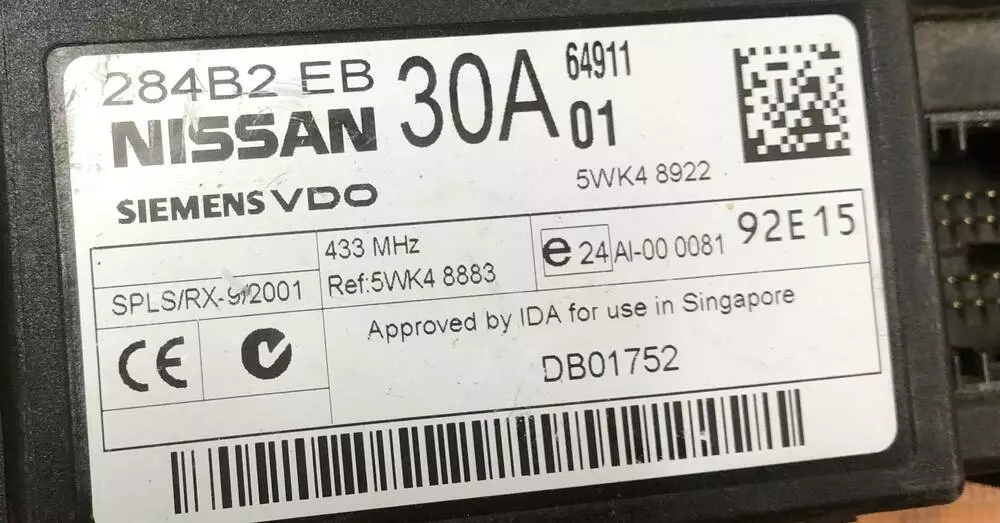 284B2 EB 30A 64911
NISSAN 01
SIEMENS VDO 5WK4 8922
433 MHz e 24 AI-00 0081 92E15
SPLS/RX-9/2001 Ref:5WK4 8883
Approved by IDA for use in Singapore
CE DB01752